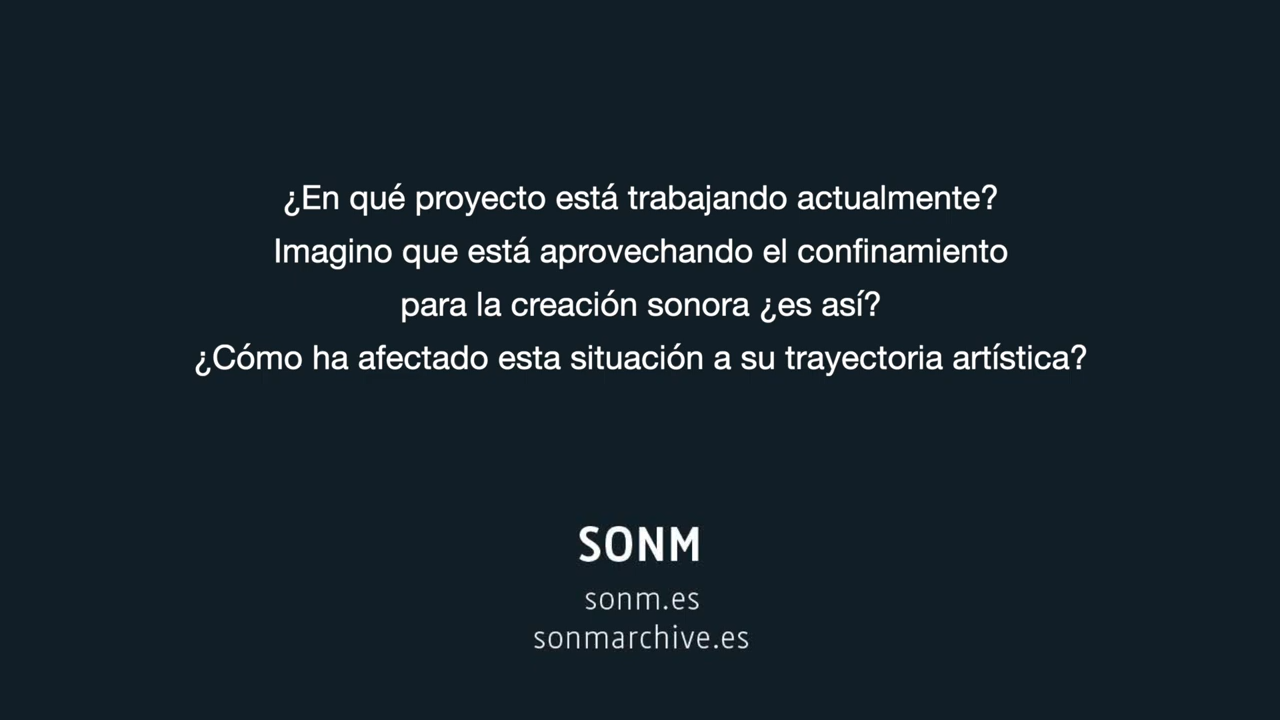 ¿En qué proyecto está trabajando actualmente?
Imagino que está aprovechando el confinamiento
para la creación sonora ¿es así?
¿Cómo ha afectado esta situación a su trayectoria artística?
SONM
sonm.es
sonmarchive.es